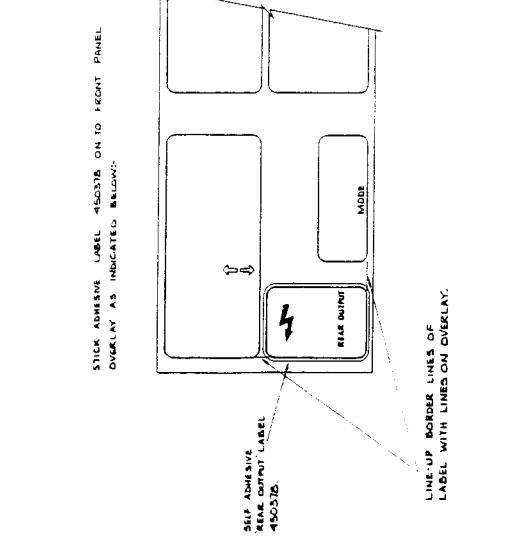 STICK ADHESIVE LABEL 450378 ON TO FRONT PANEL
OVERLAY AS INDICATED BELOW:-
MODE
REAR OUTPUT
SELF ADHESIVE
'REAR OUTPUT' LABEL
450378.
LINE-UP BORDER LINES OF
LABEL WITH LINES ON OVERLAY.